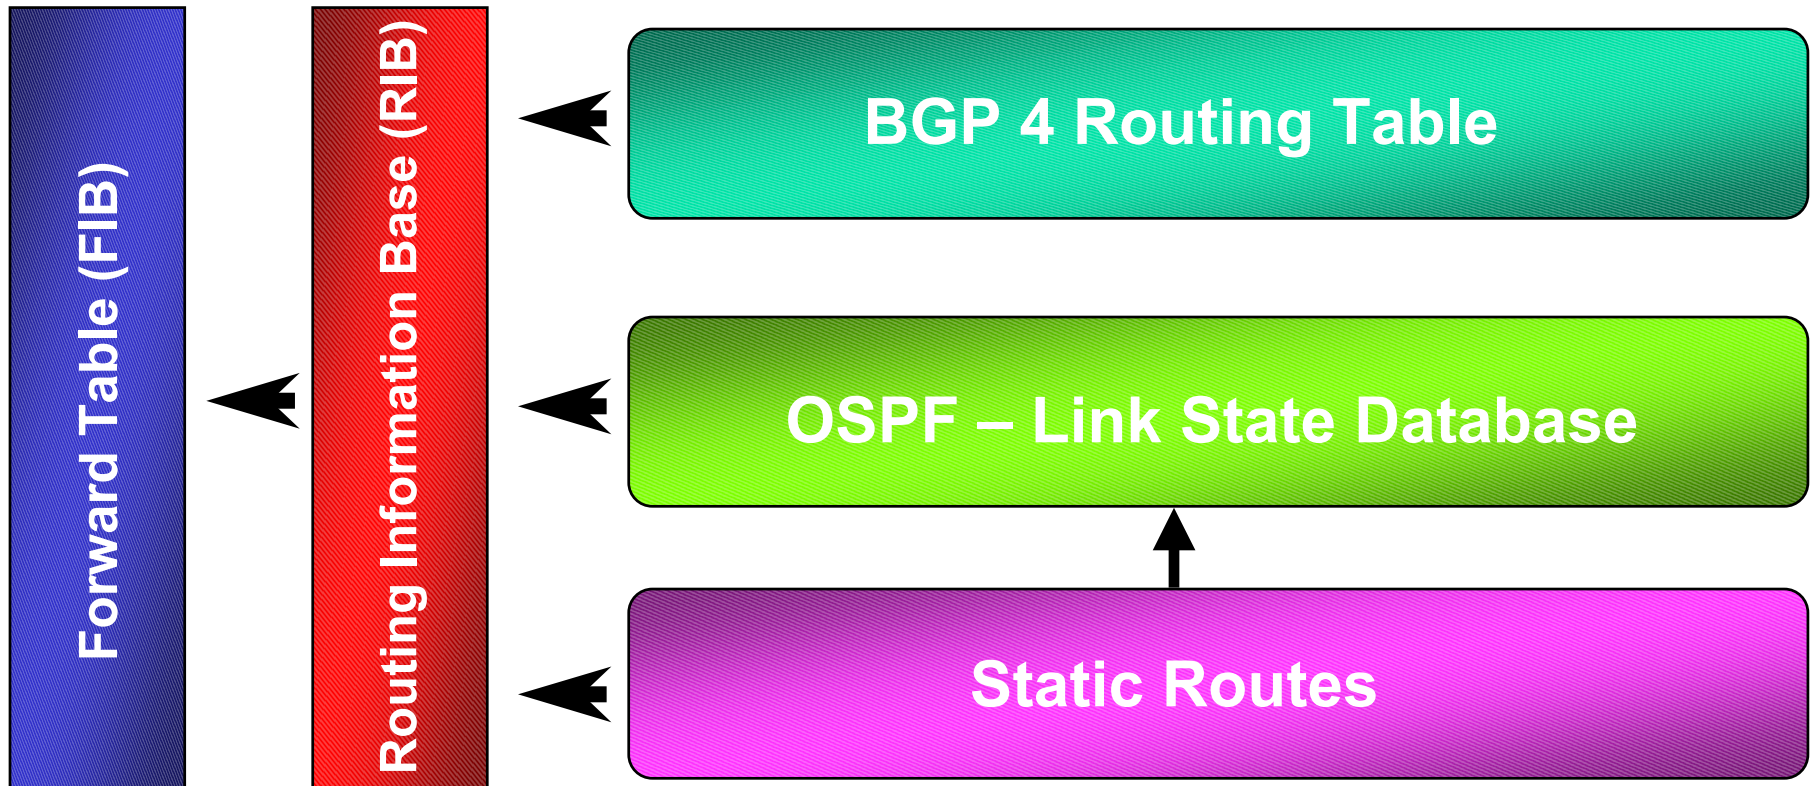 Forward Table (FIB)
Routing Information Base (RIB)
BGP 4 Routing Table
OSPF – Link State Database
Static Routes